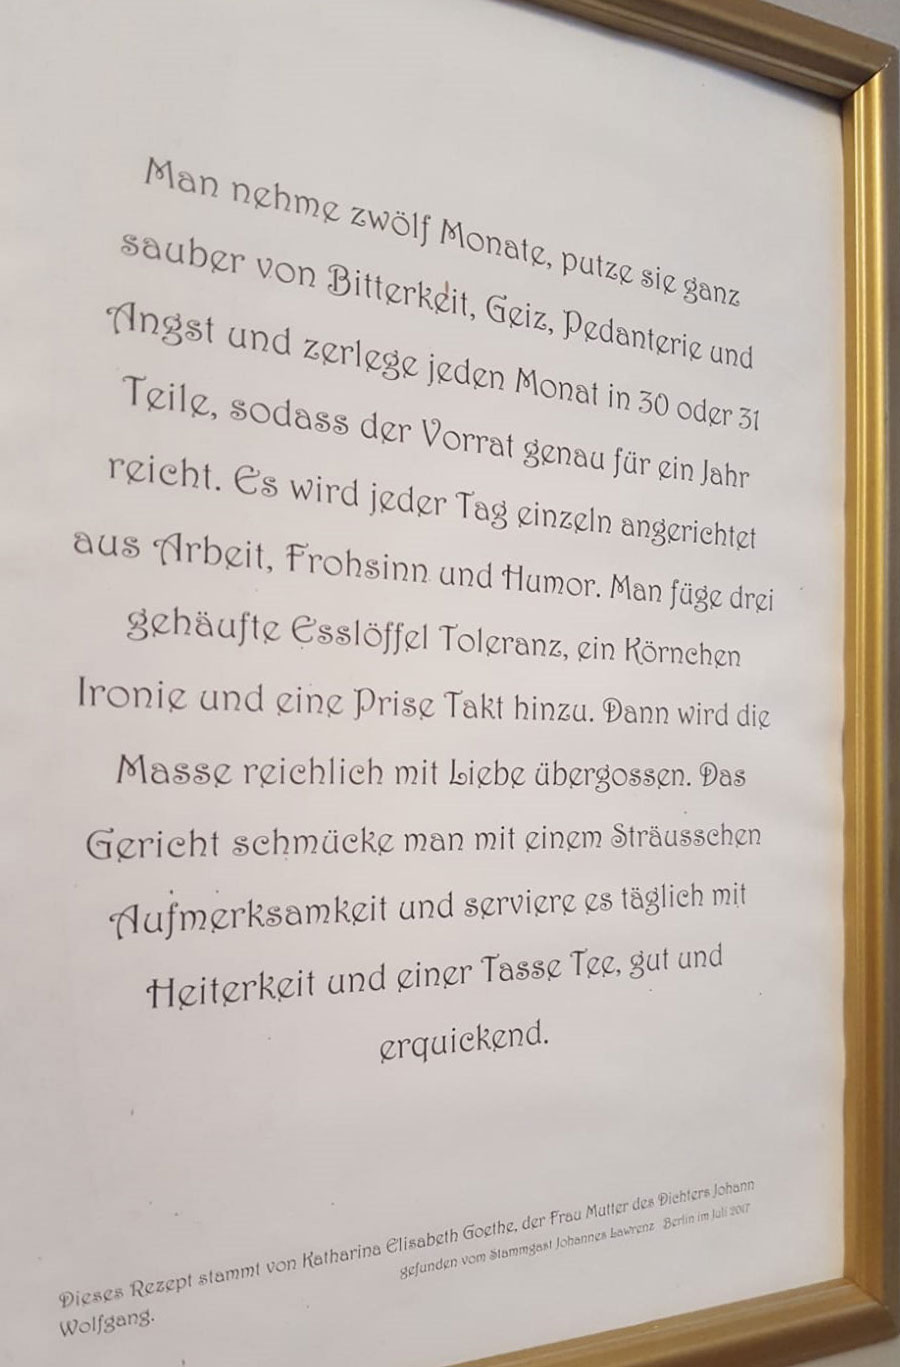 Man nehme zwölf Monate, putze sie ganz
sauber von Bitterkeit, Geiz, Pedanterie und
Angst und zerlege jeden Monat in 30 oder 31
Teile, sodass der Vorrat genau für ein Jahr
reicht. Es wird jeder Tag einzeln angerichtet
aus Arbeit, Frohsinn und Humor. Man füge drei
gehäufte Esslöffel Toleranz, ein Körnchen
Ironie und eine Prise Takt hinzu. Dann wird die
Masse reichlich mit Liebe übergossen. Das
Gericht schmücke man mit einem Sträusschen
Aufmerksamkeit und serviere es täglich mit
Heiterkeit und einer Tasse Tee, gut und
erquickend.
Dieses Rezept stammt von Katharina Elisabeth Goethe, der Frau Mutter des Dichters Johann
Wolfgang.
gefunden vom Stammgast Johannes Lawrenz Berlin im Juli 2017